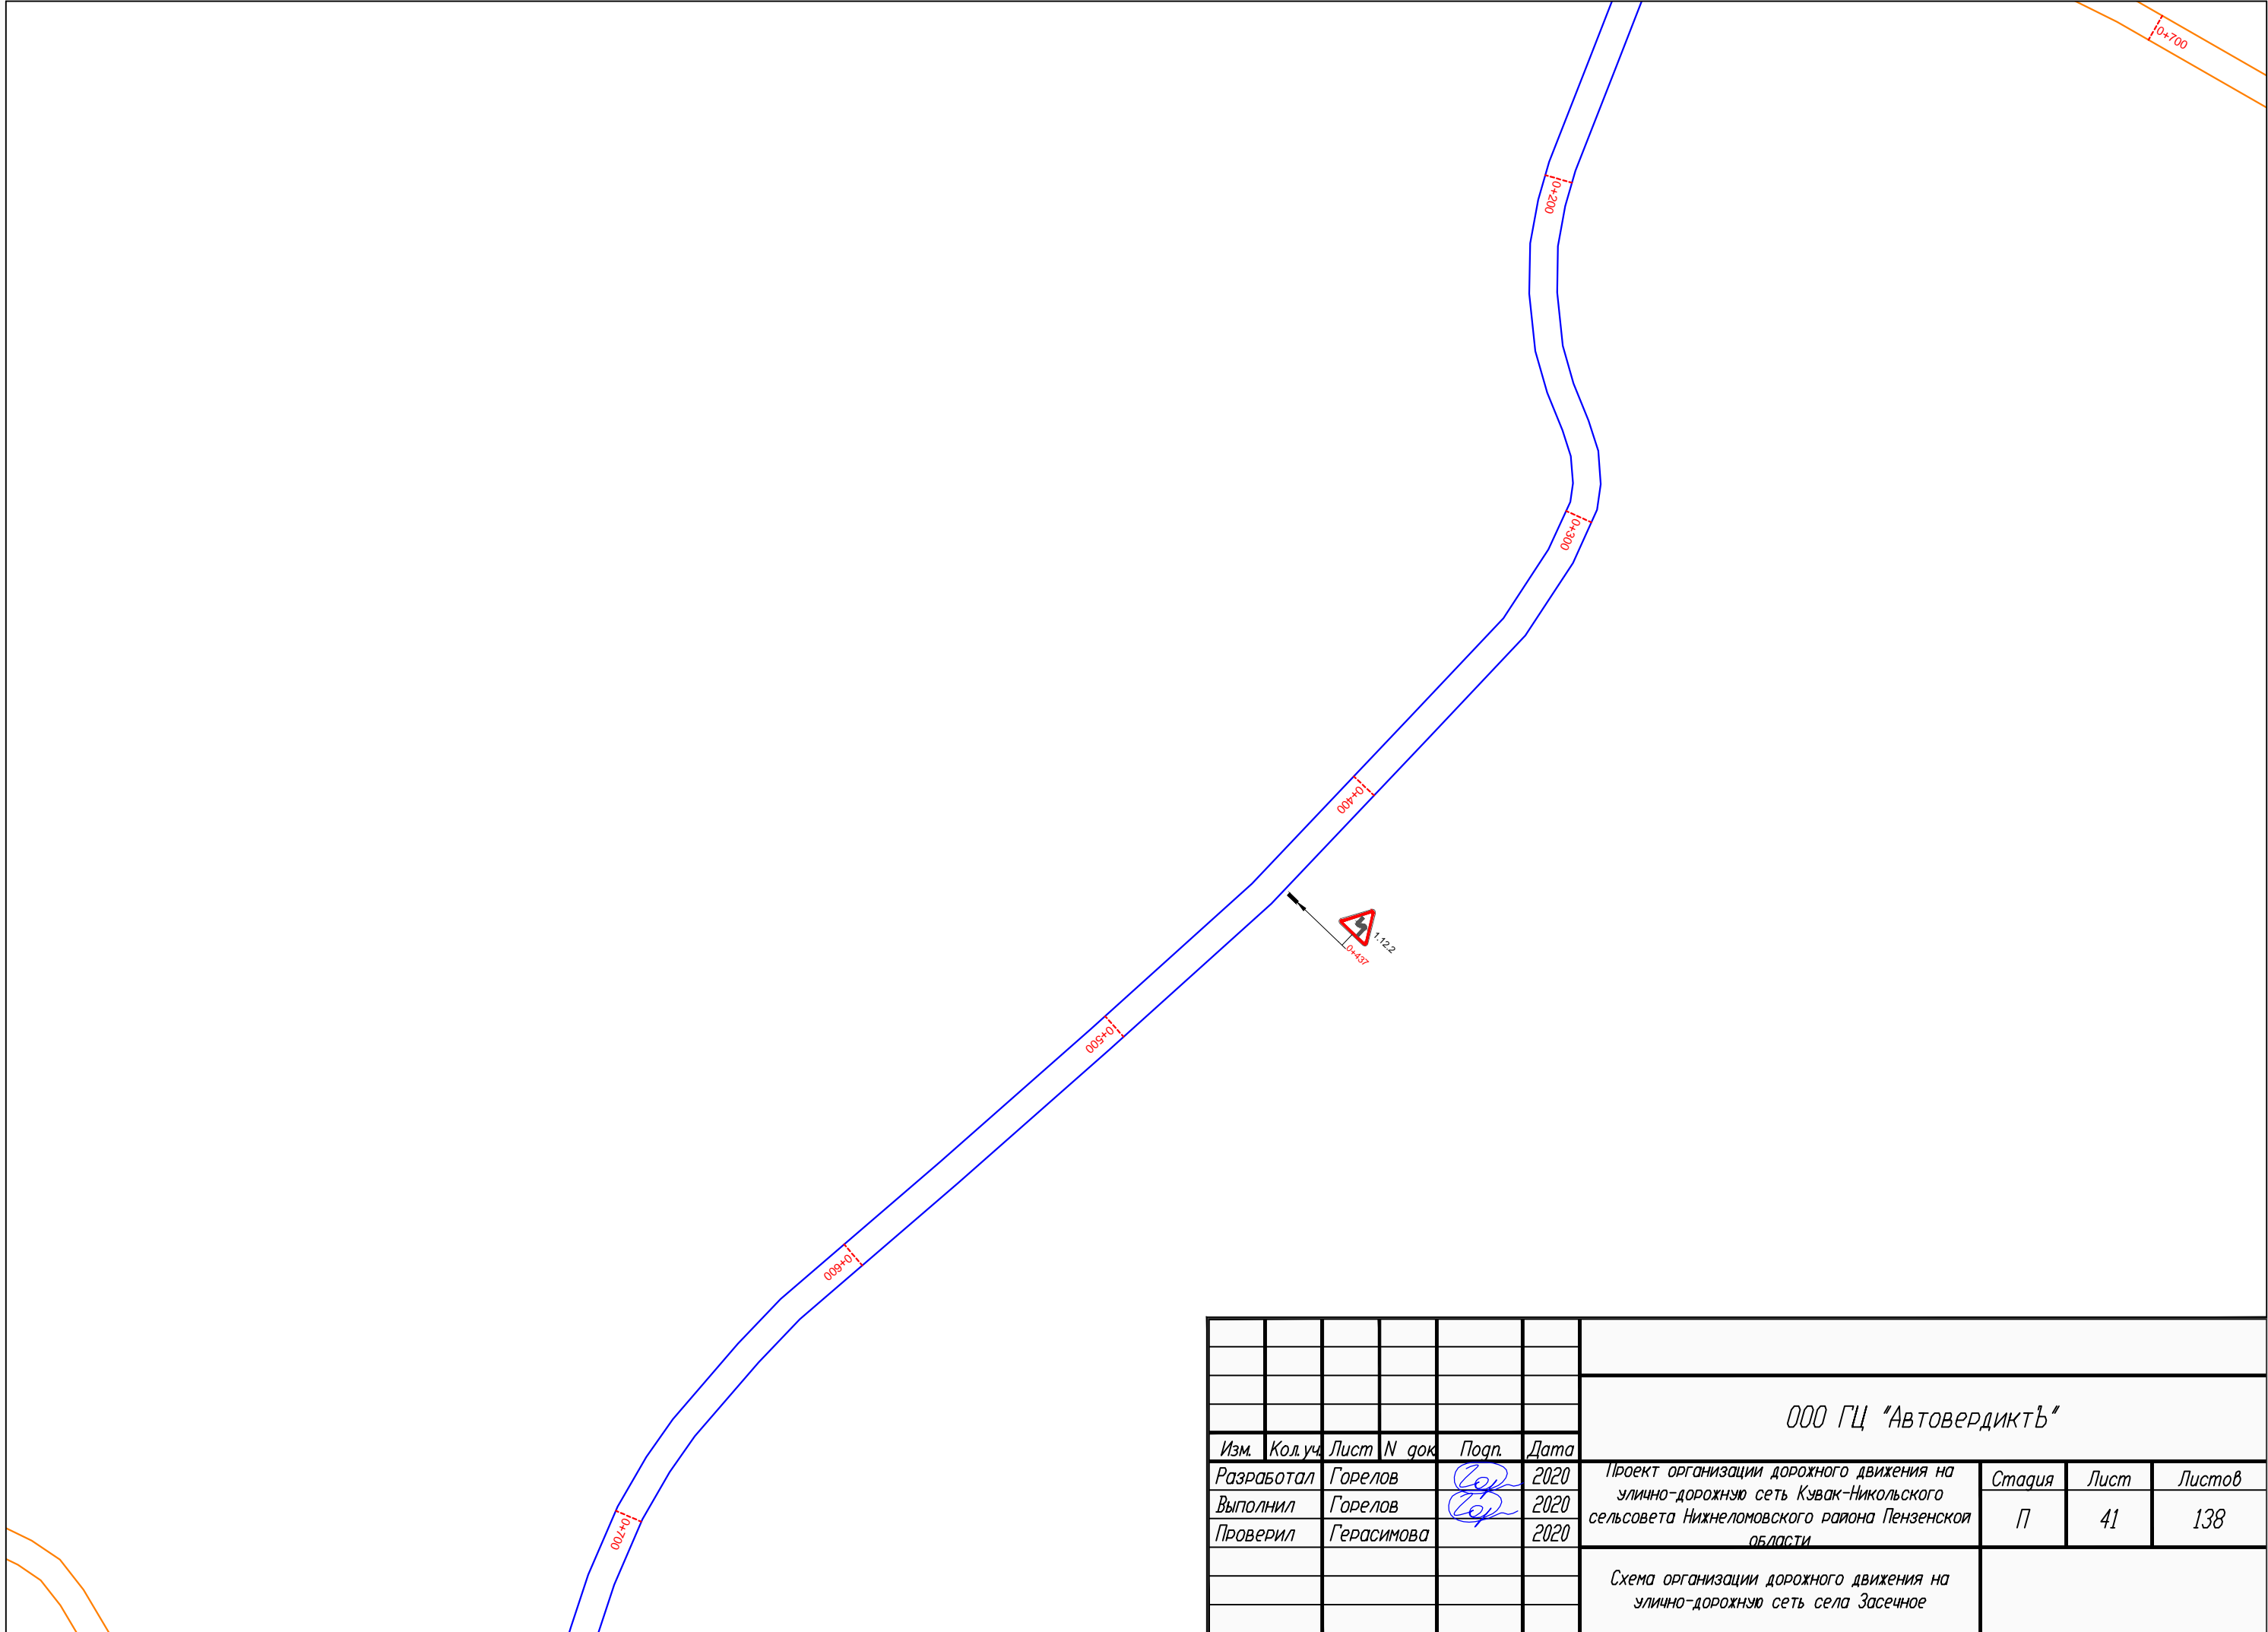 0+700
0+200
0+300
0+400
1.12.2
0+437
0+500
0+600
0+700
ООО ГЦ "АвтовердиктЪ"
Изм. Кол.уч. Лист N док Подп. Дата
Разработал Горелов 2020
Выполнил Горелов 2020
Проверил Герасимова 2020
Проект организации дорожного движения на
улично-дорожную сеть Кувак-Никольского
сельсовета Нижнеломовского района Пензенской
области
Стадия Лист Листов
П 41 138
Схема организации дорожного движения на
улично-дорожную сеть села Засечное